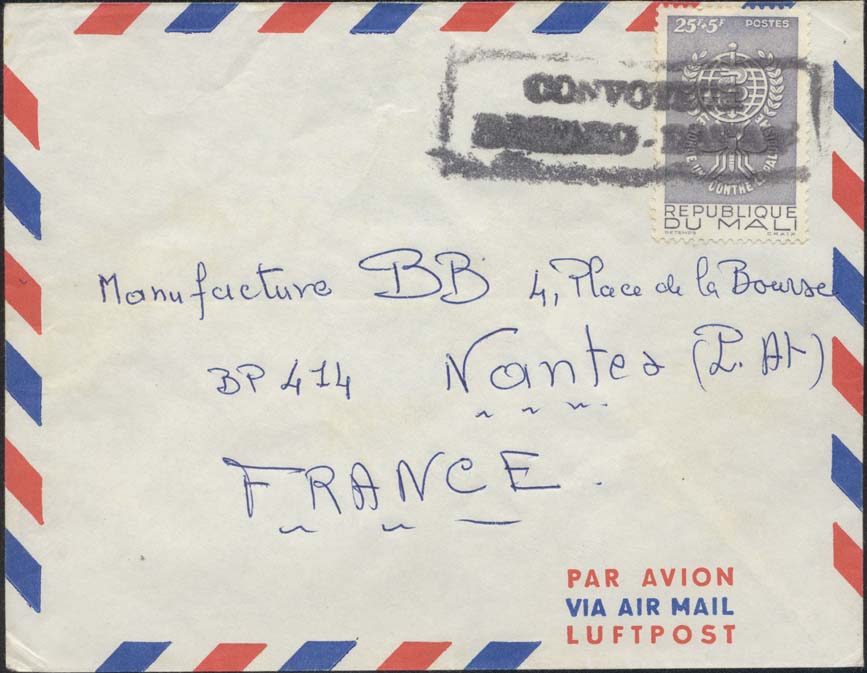 25F+5F POSTES
CONVOYEUR
REPUBLIQUE
DU MALI
Manufacture BB 4, Place de la Bourse
BP 414 Nantes (L. At)
FRANCE.
PAR AVION
VIA AIR MAIL
LUFTPOST